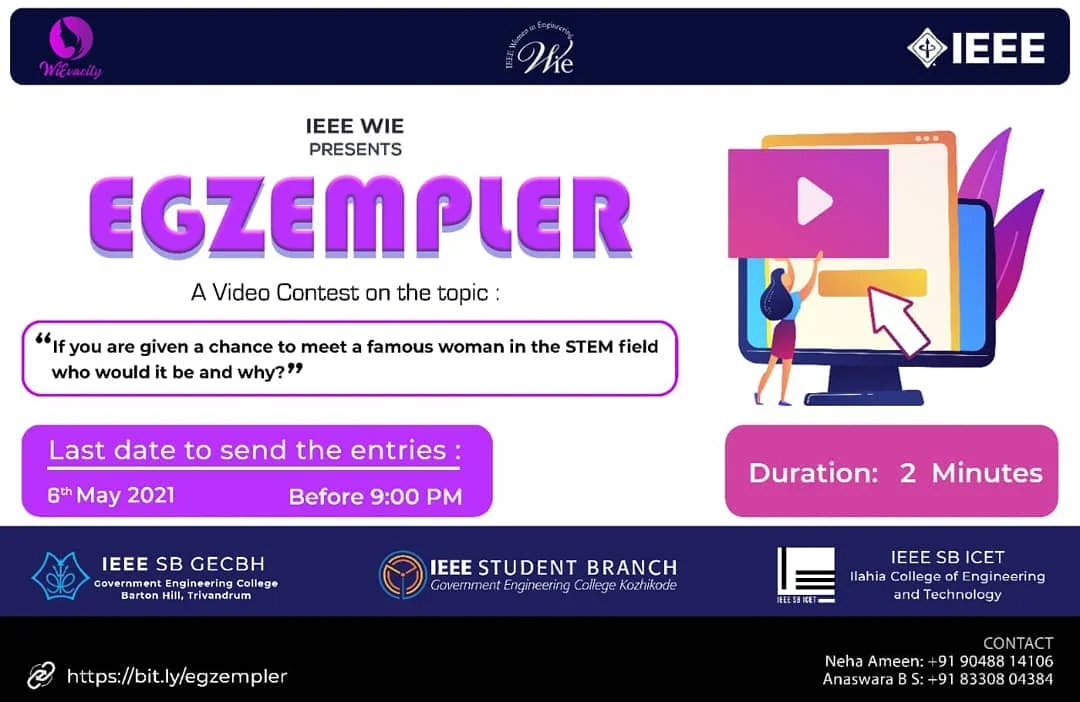 WiEvacity
IEEE Women in Engineering
Wie
IEEE
IEEE WIE
PRESENTS
EGZEMPLER
A Video Contest on the topic :
“If you are given a chance to meet a famous woman in the STEM field
who would it be and why?”
Last date to send the entries :
6th May 2021 Before 9:00 PM
Duration: 2 Minutes
IEEE SB GECBH
Government Engineering College
Barton Hill, Trivandrum
IEEE STUDENT BRANCH
Government Engineering College Kozhikode
IEEE SB ICET
IEEE SB ICET
Ilahia College of Engineering
and Technology
https://bit.ly/egzempler
CONTACT
Neha Ameen: +91 90488 14106
Anaswara B S: +91 83308 04384